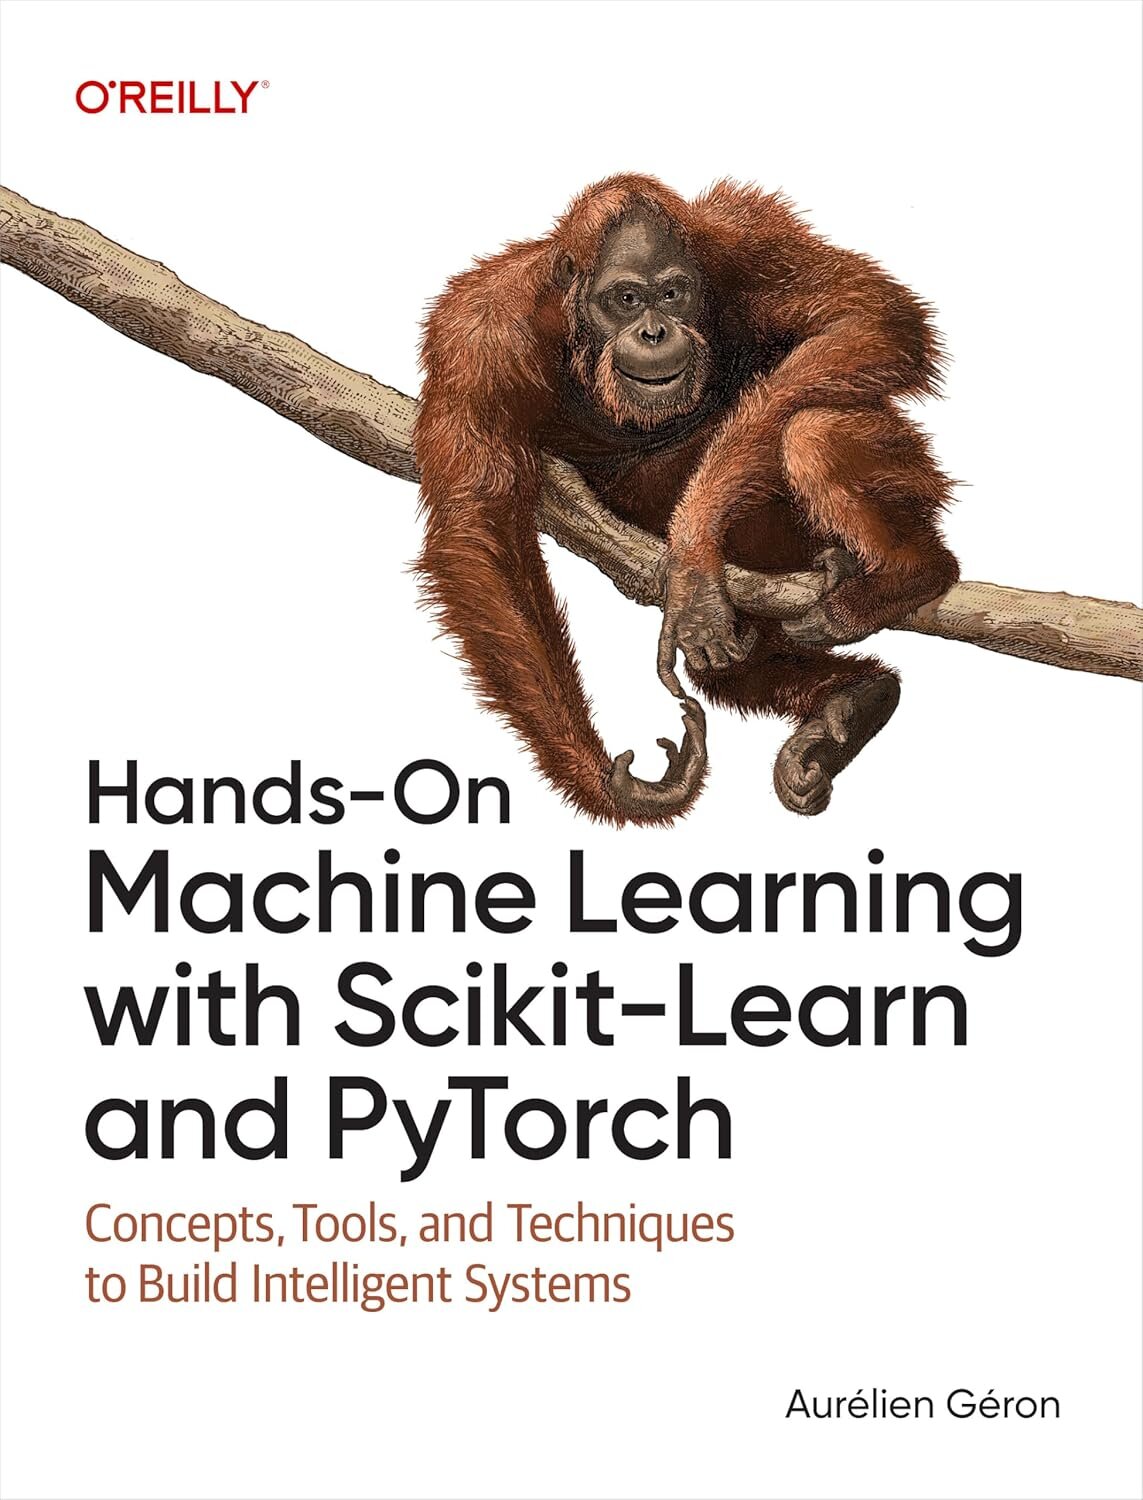 O'REILLY®
Hands-On
Machine Learning
with Scikit-Learn
and PyTorch
Concepts, Tools, and Techniques
to Build Intelligent Systems
Aurélien Géron